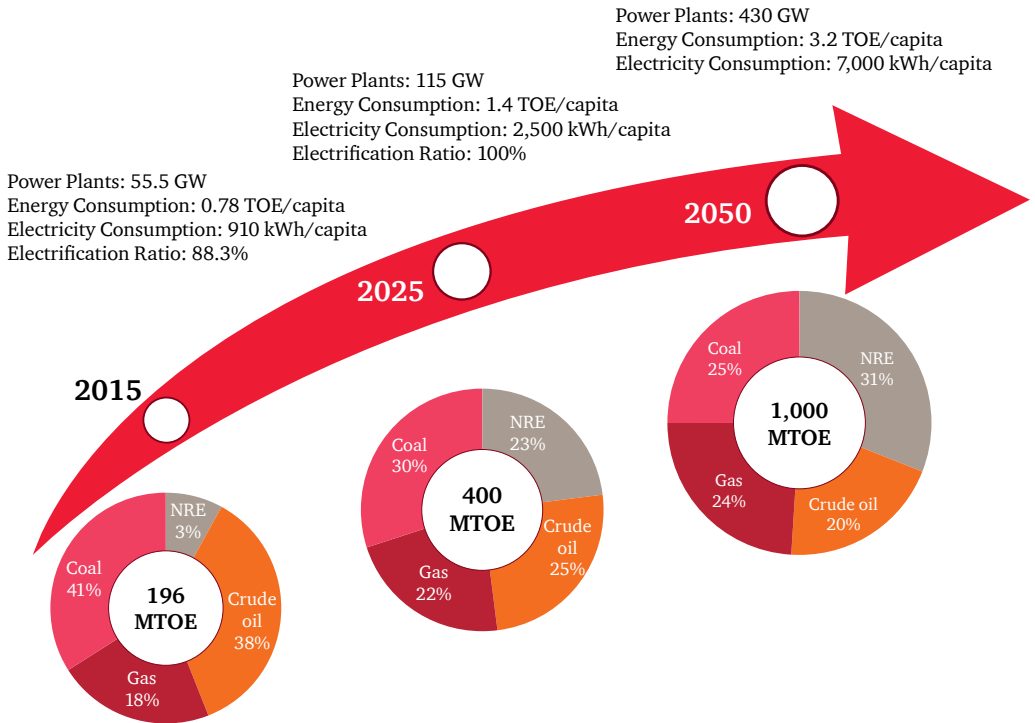 Power Plants: 430 GW
Energy Consumption: 3.2 TOE/capita
Electricity Consumption: 7,000 kWh/capita
Power Plants: 115 GW
Energy Consumption: 1.4 TOE/capita
Electricity Consumption: 2,500 kWh/capita
Electrification Ratio: 100%
Power Plants: 55.5 GW
Energy Consumption: 0.78 TOE/capita
Electricity Consumption: 910 kWh/capita
Electrification Ratio: 88.3%
2050
2025
2015
Coal
25%
NRE
31%
1,000
MTOE
Gas
24%
Crude oil
20%
Coal
30%
NRE
23%
400
MTOE
Gas
22%
Crude
oil
25%
NRE
3%
Coal
41%
196
MTOE
Crude
oil
38%
Gas
18%